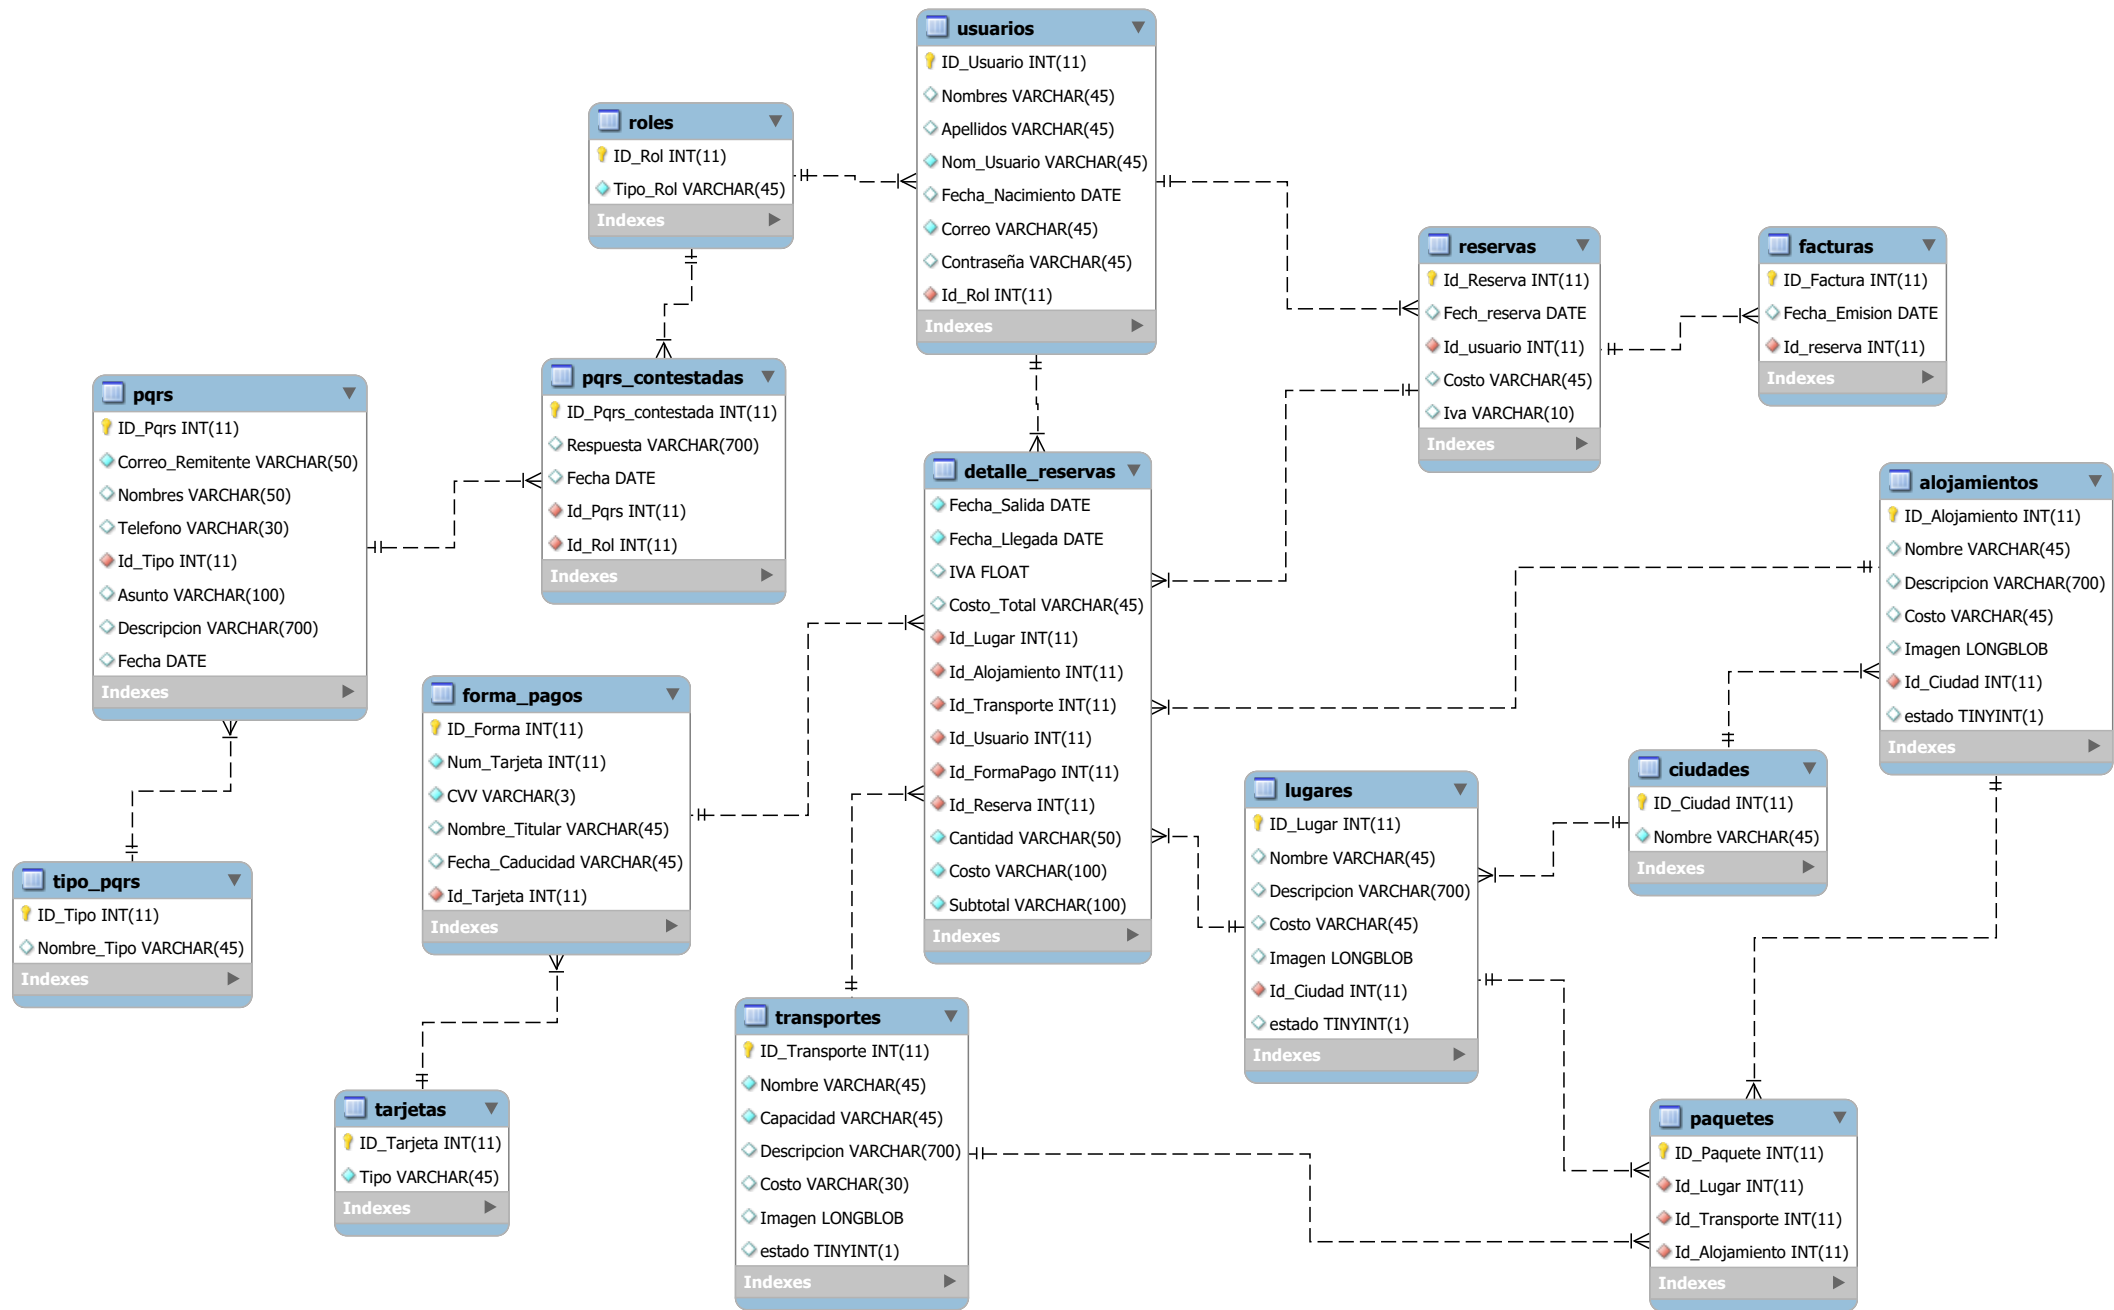 usuarios
ID_Usuario INT(11)
Nombres VARCHAR(45)
Apellidos VARCHAR(45)
Nom_Usuario VARCHAR(45)
Fecha_Nacimiento DATE
Correo VARCHAR(45)
Contraseña VARCHAR(45)
Id_Rol INT(11)
Indexes
roles
ID_Rol INT(11)
Tipo_Rol VARCHAR(45)
Indexes
reservas
Id_Reserva INT(11)
Fech_reserva DATE
Id_usuario INT(11)
Costo VARCHAR(45)
Iva VARCHAR(10)
Indexes
facturas
ID_Factura INT(11)
Fecha_Emision DATE
Id_reserva INT(11)
Indexes
pqrs
ID_Pqrs INT(11)
Correo_Remitente VARCHAR(50)
Nombres VARCHAR(50)
Telefono VARCHAR(30)
Id_Tipo INT(11)
Asunto VARCHAR(100)
Descripcion VARCHAR(700)
Fecha DATE
Indexes
pqrs_contestadas
ID_Pqrs_contestada INT(11)
Respuesta VARCHAR(700)
Fecha DATE
Id_Pqrs INT(11)
Id_Rol INT(11)
Indexes
detalle_reservas
Fecha_Salida DATE
Fecha_Llegada DATE
IVA FLOAT
Costo_Total VARCHAR(45)
Id_Lugar INT(11)
Id_Alojamiento INT(11)
Id_Transporte INT(11)
Id_Usuario INT(11)
Id_FormaPago INT(11)
Id_Reserva INT(11)
Cantidad VARCHAR(50)
Costo VARCHAR(100)
Subtotal VARCHAR(100)
Indexes
alojamientos
ID_Alojamiento INT(11)
Nombre VARCHAR(45)
Descripcion VARCHAR(700)
Costo VARCHAR(45)
Imagen LONGBLOB
Id_Ciudad INT(11)
estado TINYINT(1)
Indexes
forma_pagos
ID_Forma INT(11)
Num_Tarjeta INT(11)
CVV VARCHAR(3)
Nombre_Titular VARCHAR(45)
Fecha_Caducidad VARCHAR(45)
Id_Tarjeta INT(11)
Indexes
ciudades
ID_Ciudad INT(11)
Nombre VARCHAR(45)
Indexes
lugares
ID_Lugar INT(11)
Nombre VARCHAR(45)
Descripcion VARCHAR(700)
Costo VARCHAR(45)
Imagen LONGBLOB
Id_Ciudad INT(11)
estado TINYINT(1)
Indexes
tipo_pqrs
ID_Tipo INT(11)
Nombre_Tipo VARCHAR(45)
Indexes
transportes
ID_Transporte INT(11)
Nombre VARCHAR(45)
Capacidad VARCHAR(45)
Descripcion VARCHAR(700)
Costo VARCHAR(30)
Imagen LONGBLOB
estado TINYINT(1)
Indexes
tarjetas
ID_Tarjeta INT(11)
Tipo VARCHAR(45)
Indexes
paquetes
ID_Paquete INT(11)
Id_Lugar INT(11)
Id_Transporte INT(11)
Id_Alojamiento INT(11)
Indexes